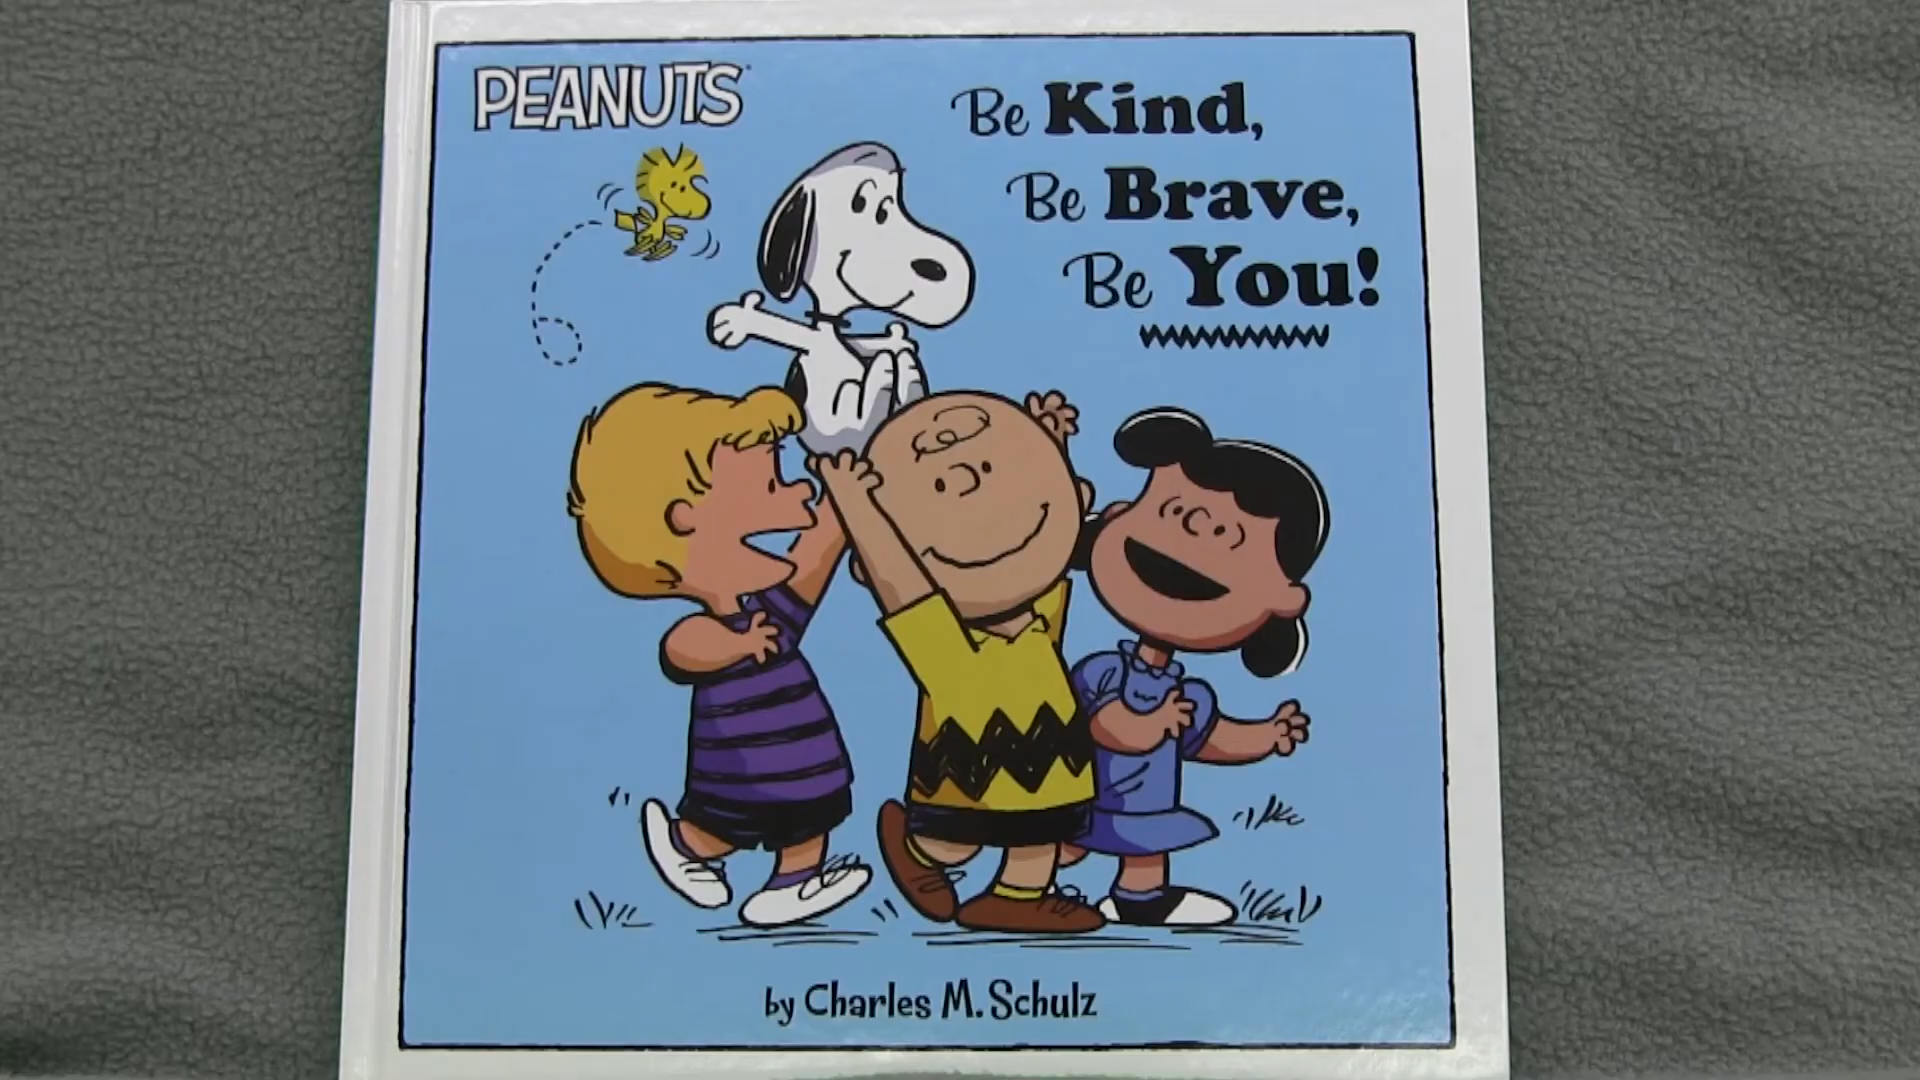 PEANUTS
Be Kind,
Be Brave,
Be You!
by Charles M. Schulz